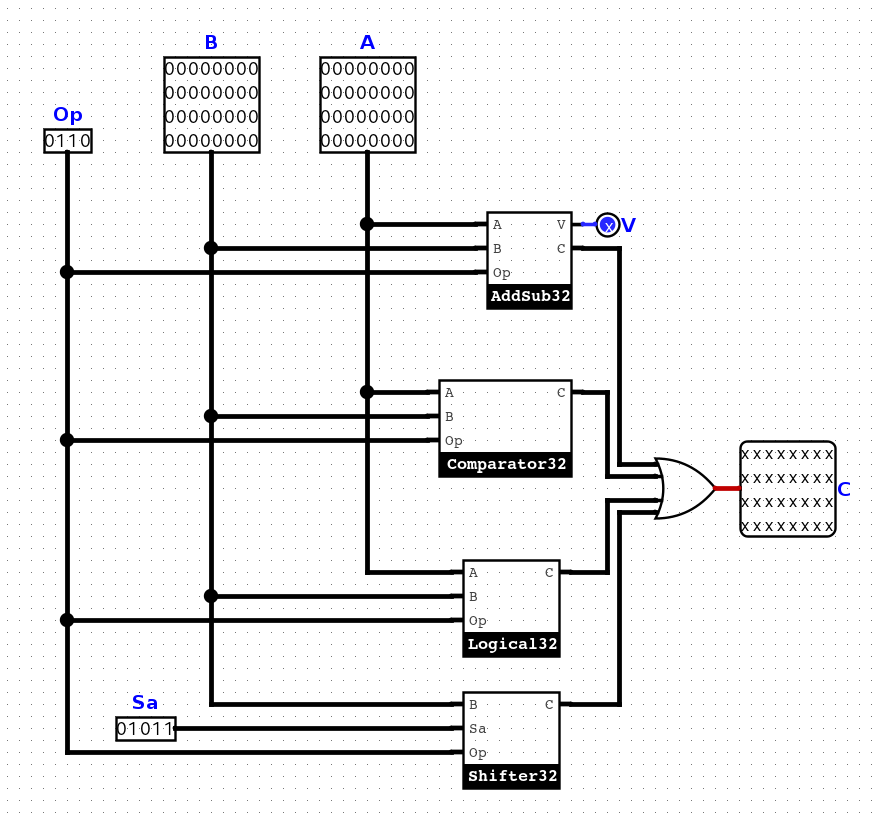 B
A
00000000
00000000
00000000
00000000
00000000
00000000
00000000
00000000
Op
0110
A
B
Op
V
C
AddSub32
x
V
A
B
Op
C
Comparator32
xxxxxxxx
xxxxxxxx
xxxxxxxx
xxxxxxxx
C
A
B
Op
C
Logical32
Sa
01011
B
Sa
Op
C
Shifter32